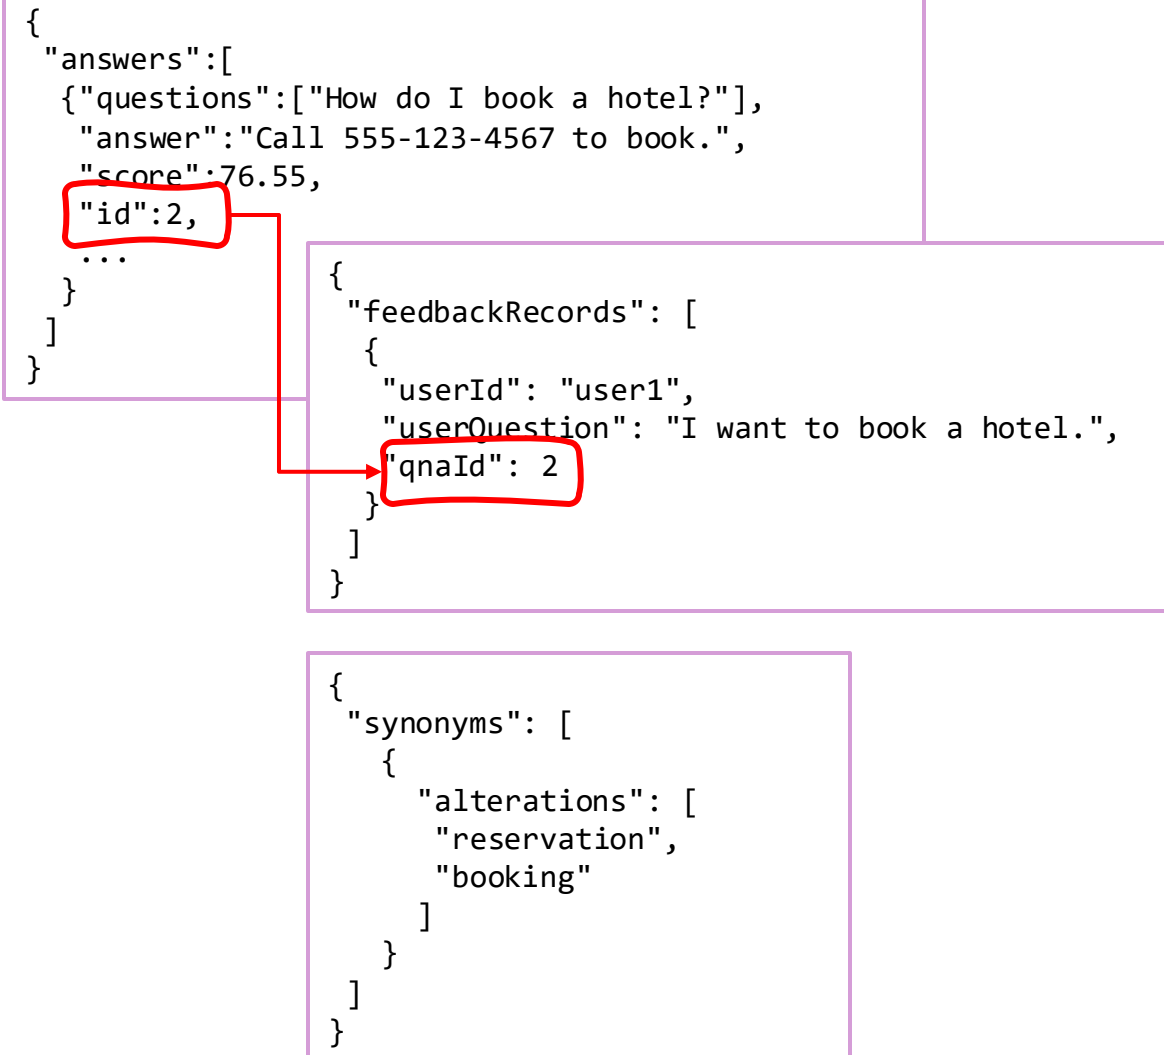 {
"answers":[
{"questions":["How do I book a hotel?"],
"answer":"Call 555-123-4567 to book.",
"score":76.55,
"id":2,
...
}
]
}
{
"feedbackRecords": [
{
"userId": "user1",
"userQuestion": "I want to book a hotel.",
"qnaId": 2
}
]
}
{
"synonyms": [
{
"alterations": [
"reservation",
"booking"
]
}
]
}